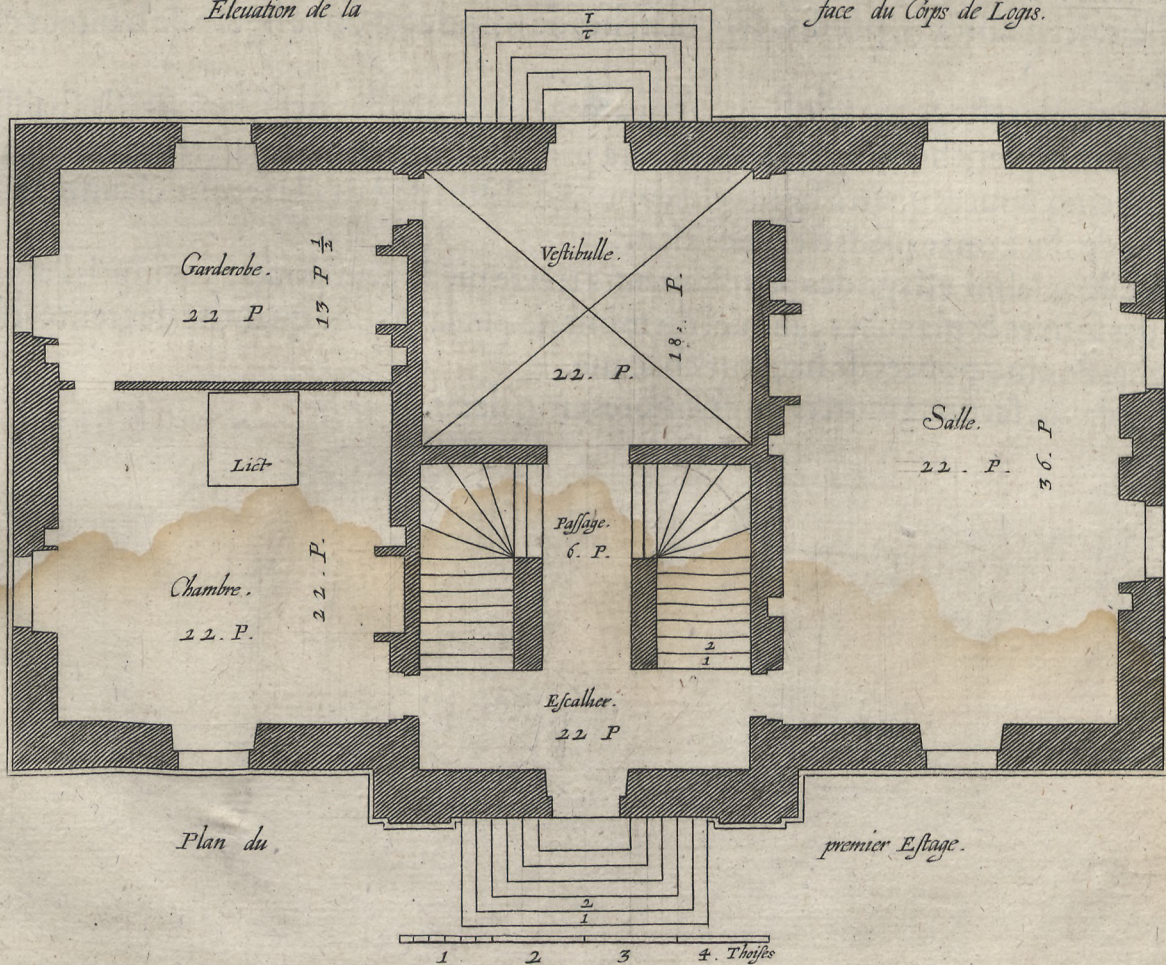 Eleuation de la face du Corps de Logis.
1
2
Garderobe.
22 P
13 P 1/2
Vestibulle.
22. P.
18. P.
Salle.
22. P.
36. P
Lict
Passage.
6. P.
Chambre.
22. P.
22. P.
2
1
Escallier.
22 P
Plan du premier Estage.
2
1
1 2 3 4. Thoises